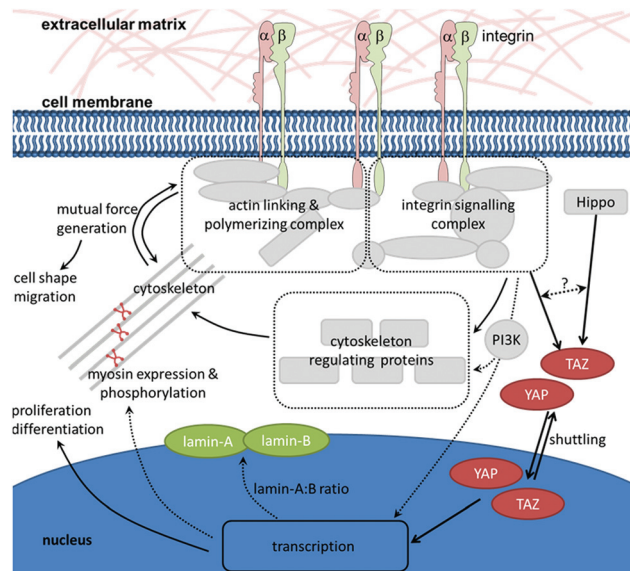 extracellular matrix
α β
α β
α β
integrin
cell membrane
actin linking &
polymerizing complex
integrin signalling
complex
Hippo
mutual force
generation
cell shape
migration
cytoskeleton
?
cytoskeleton
regulating proteins
PI3K
TAZ
YAP
myosin expression &
phosphorylation
proliferation
differentiation
shuttling
lamin-A
lamin-B
YAP
TAZ
lamin-A:B ratio
nucleus
transcription